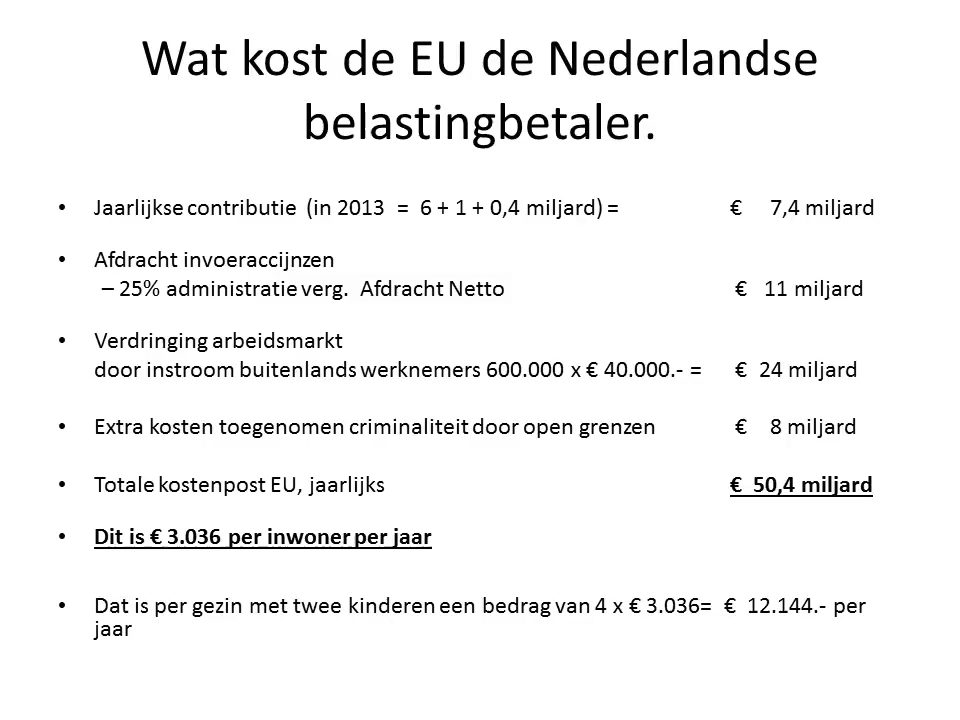 Wat kost de EU de Nederlandse
belastingbetaler.
• Jaarlijkse contributie (in 2013 = 6 + 1 + 0,4 miljard) = € 7,4 miljard
• Afdracht invoeraccijnzen
– 25% administratie verg. Afdracht Netto € 11 miljard
• Verdringing arbeidsmarkt
door instroom buitenlands werknemers 600.000 x € 40.000.- = € 24 miljard
• Extra kosten toegenomen criminaliteit door open grenzen € 8 miljard
• Totale kostenpost EU, jaarlijks € 50,4 miljard
• Dit is € 3.036 per inwoner per jaar
• Dat is per gezin met twee kinderen een bedrag van 4 x € 3.036= € 12.144.- per
jaar